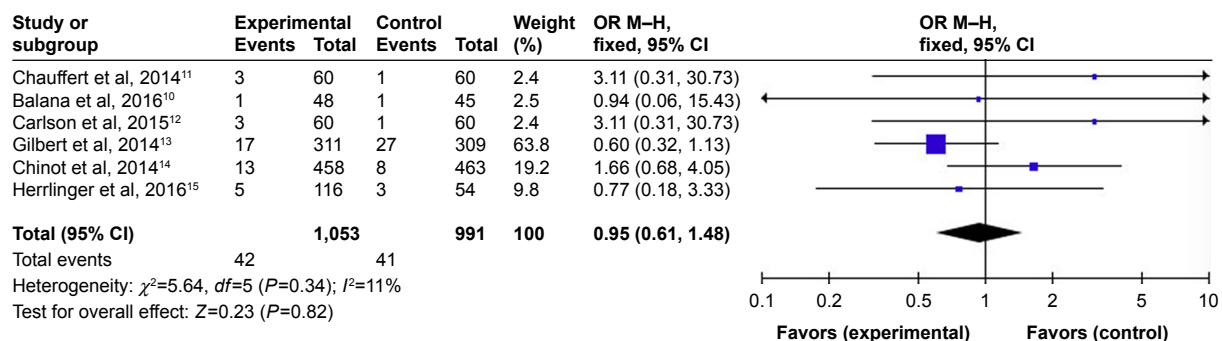 Study or subgroup Experimental Events Total Control Events Total Weight (%) OR M–H, fixed, 95% CI OR M–H, fixed, 95% CI
Chauffert et al, 2014¹¹ 3 60 1 60 2.4 3.11 (0.31, 30.73)
Balana et al, 2016¹⁰ 1 48 1 45 2.5 0.94 (0.06, 15.43)
Carlson et al, 2015¹² 3 60 1 60 2.4 3.11 (0.31, 30.73)
Gilbert et al, 2014¹³ 17 311 27 309 63.8 0.60 (0.32, 1.13)
Chinot et al, 2014¹⁴ 13 458 8 463 19.2 1.66 (0.68, 4.05)
Herrlinger et al, 2016¹⁵ 5 116 3 54 9.8 0.77 (0.18, 3.33)
Total (95% CI) 1,053 991 100 0.95 (0.61, 1.48)
Total events 42 41
Heterogeneity: χ²=5.64, df=5 (P=0.34); I²=11%
Test for overall effect: Z=0.23 (P=0.82)
0.1 0.2 0.5 1 2 5 10
Favors (experimental) Favors (control)